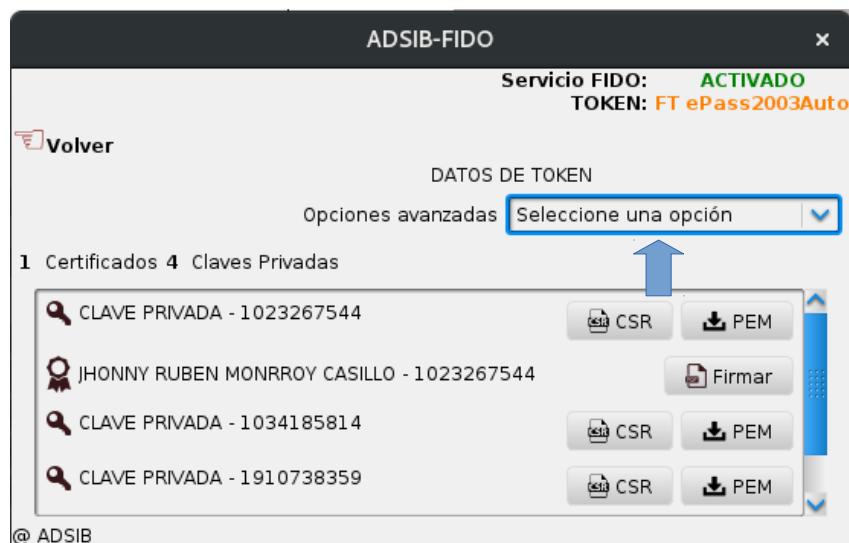 ADSIB-FIDO ×
Servicio FIDO: ACTIVADO
TOKEN: FT ePass2003Auto
Volver
DATOS DE TOKEN
Opciones avanzadas Seleccione una opción
1 Certificados 4 Claves Privadas
CLAVE PRIVADA - 1023267544 CSR PEM
JHONNY RUBEN MONRROY CASILLO - 1023267544 Firmar
CLAVE PRIVADA - 1034185814 CSR PEM
CLAVE PRIVADA - 1910738359 CSR PEM
@ ADSIB